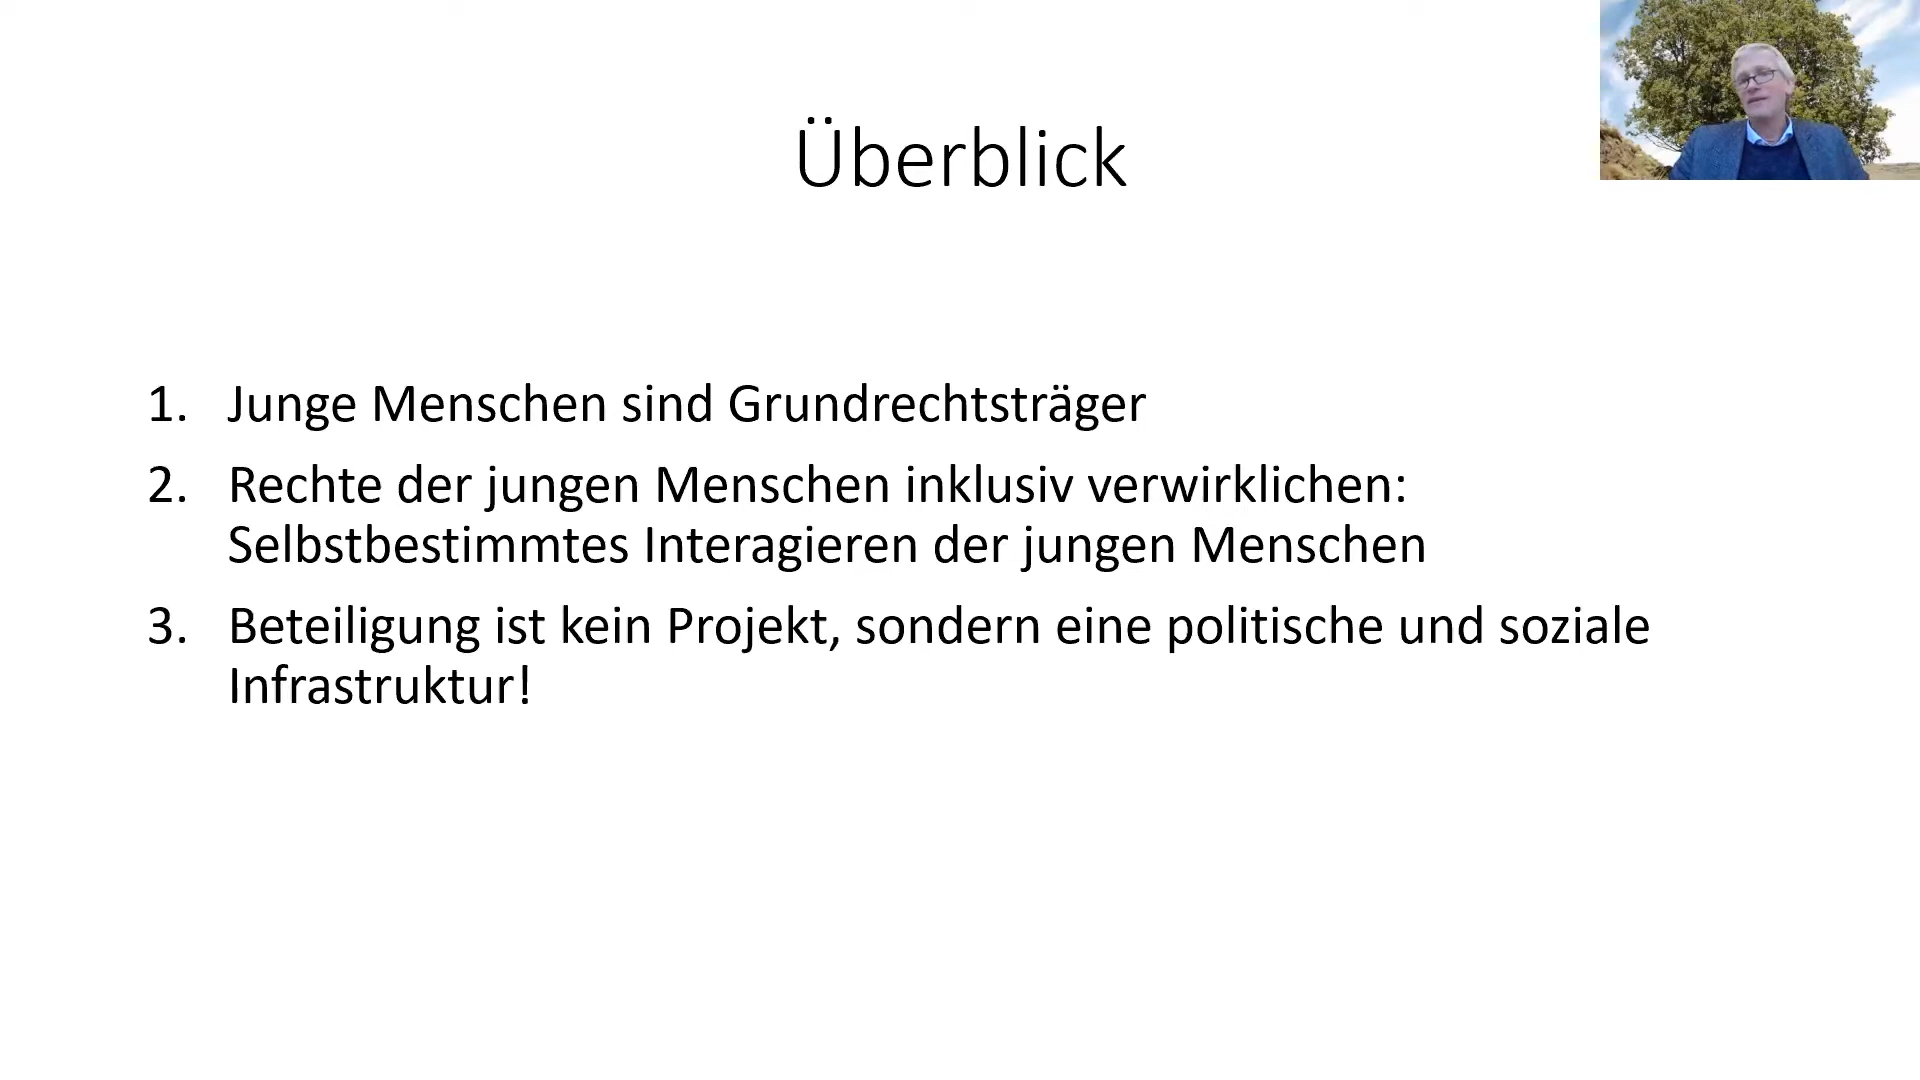 Überblick
1. Junge Menschen sind Grundrechtsträger
2. Rechte der jungen Menschen inklusiv verwirklichen:
Selbstbestimmtes Interagieren der jungen Menschen
3. Beteiligung ist kein Projekt, sondern eine politische und soziale
Infrastruktur!